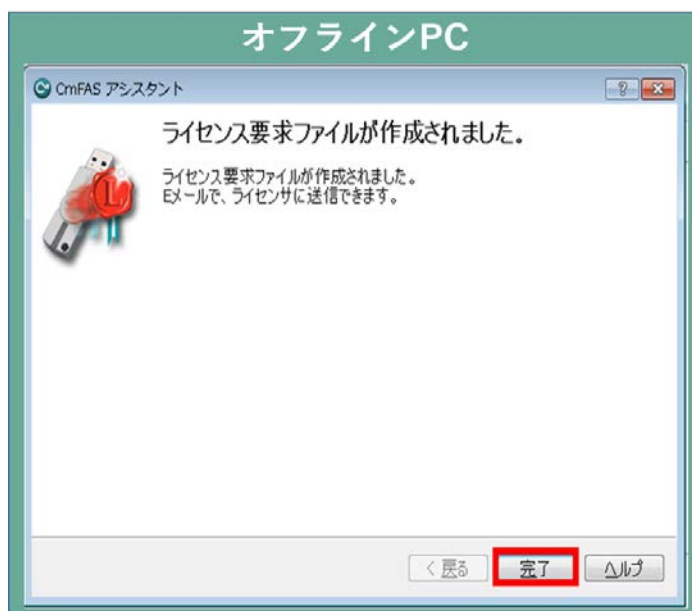 オフラインPC
CmFAS アシスタント
ライセンス要求ファイルが作成されました。
ライセンス要求ファイルが作成されました。
Eメールで、ライセンサに送信できます。
< 戻る 完了 ヘルプ